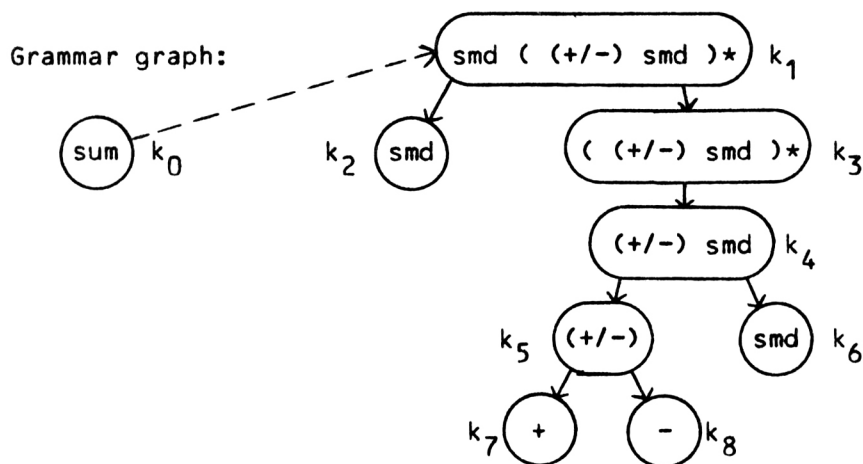 Grammar graph:
smd ( (+/-) smd )* k1
sum k0 k2 smd ( (+/-) smd )* k3
(+/-) smd k4
k5 (+/-) smd k6
k7 + - k8